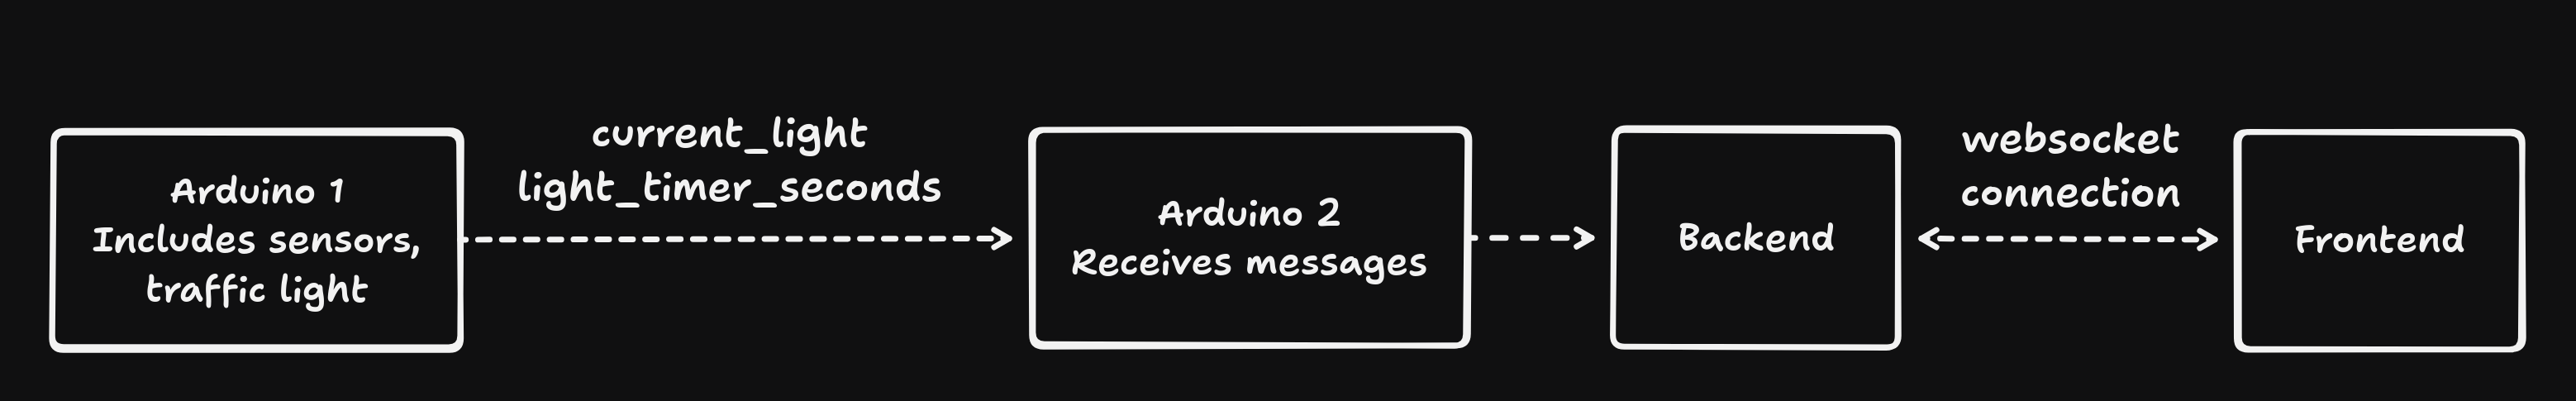 Arduino 1
Includes sensors,
traffic light
current_light
light_timer_seconds
Arduino 2
Receives messages
Backend
websocket
connection
Frontend